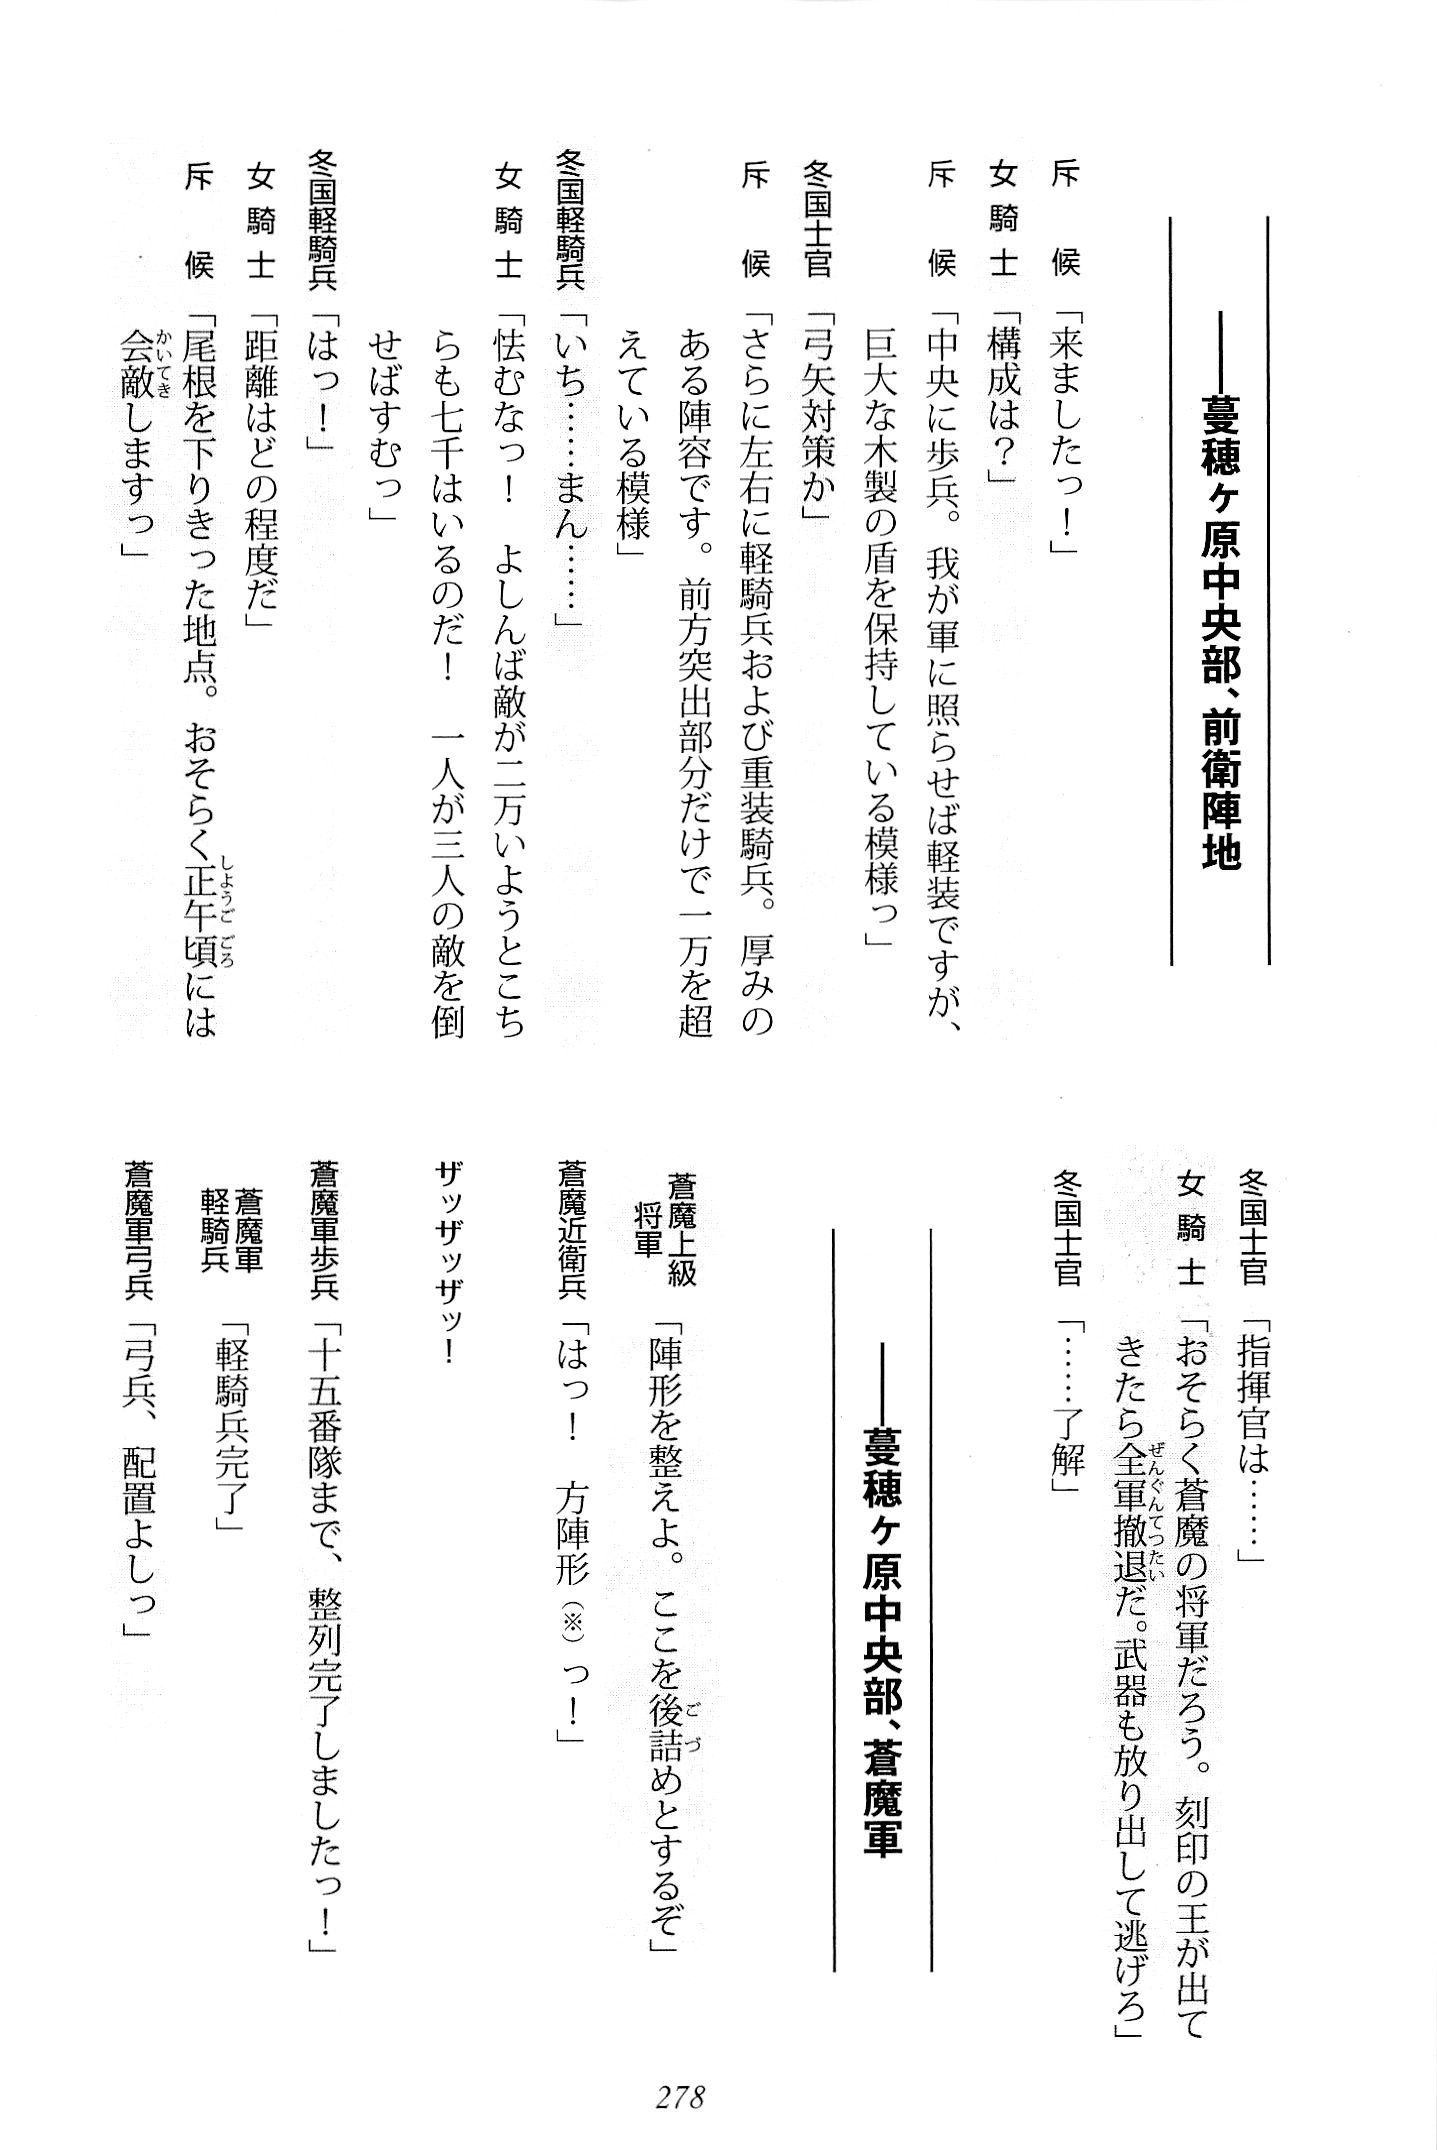 ――蔓穂ヶ原中央部、前衛陣地
斥候「来ましたっ！」
女騎士「構成は？」
斥候「中央に歩兵。我が軍に照らせば軽装ですが、
巨大な木製の盾を保持している模様っ」
冬国士官「弓矢対策か」
斥候「さらに左右に軽騎兵および重装騎兵。厚みの
ある陣容です。前方突出部分だけで一万を超
えている模様」
冬国軽騎兵「いち……まん……」
女騎士「怯むなっ！　よしんば敵が二万いようとこち
らも七千はいるのだ！　一人が三人の敵を倒
せばすむっ」
冬国軽騎兵「はっ！」
女騎士「距離はどの程度だ」
斥候「尾根を下りきった地点。おそらく正午頃には
会敵しますっ」
冬国士官「指揮官は……」
女騎士「おそらく蒼魔の将軍だろう。刻印の王が出て
きたら全軍撤退だ。武器も放り出して逃げろ」
冬国士官「……了解」
――蔓穂ヶ原中央部、蒼魔軍
蒼魔上級将軍「陣形を整えよ。ここを後詰めとするぞ」
蒼魔近衛兵「はっ！　方陣形（※）っ！」
ザッザッザッ！
蒼魔軍歩兵「十五番隊まで、整列完了しましたっ！」
蒼魔軍軽騎兵「軽騎兵完了」
蒼魔軍弓兵「弓兵、配置よしっ」
278